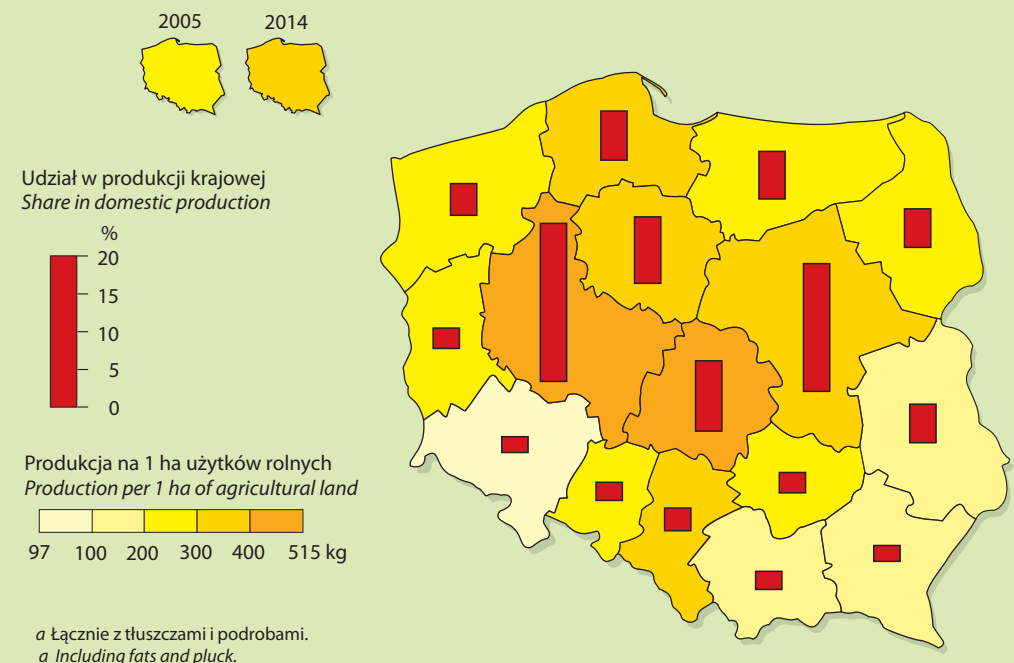 2005
2014
Udział w produkcji krajowej
Share in domestic production
%
20
15
10
5
0
Produkcja na 1 ha użytków rolnych
Production per 1 ha of agricultural land
97 100 200 300 400 515 kg
a Łącznie z tłuszczami i podrobami.
a Including fats and pluck.